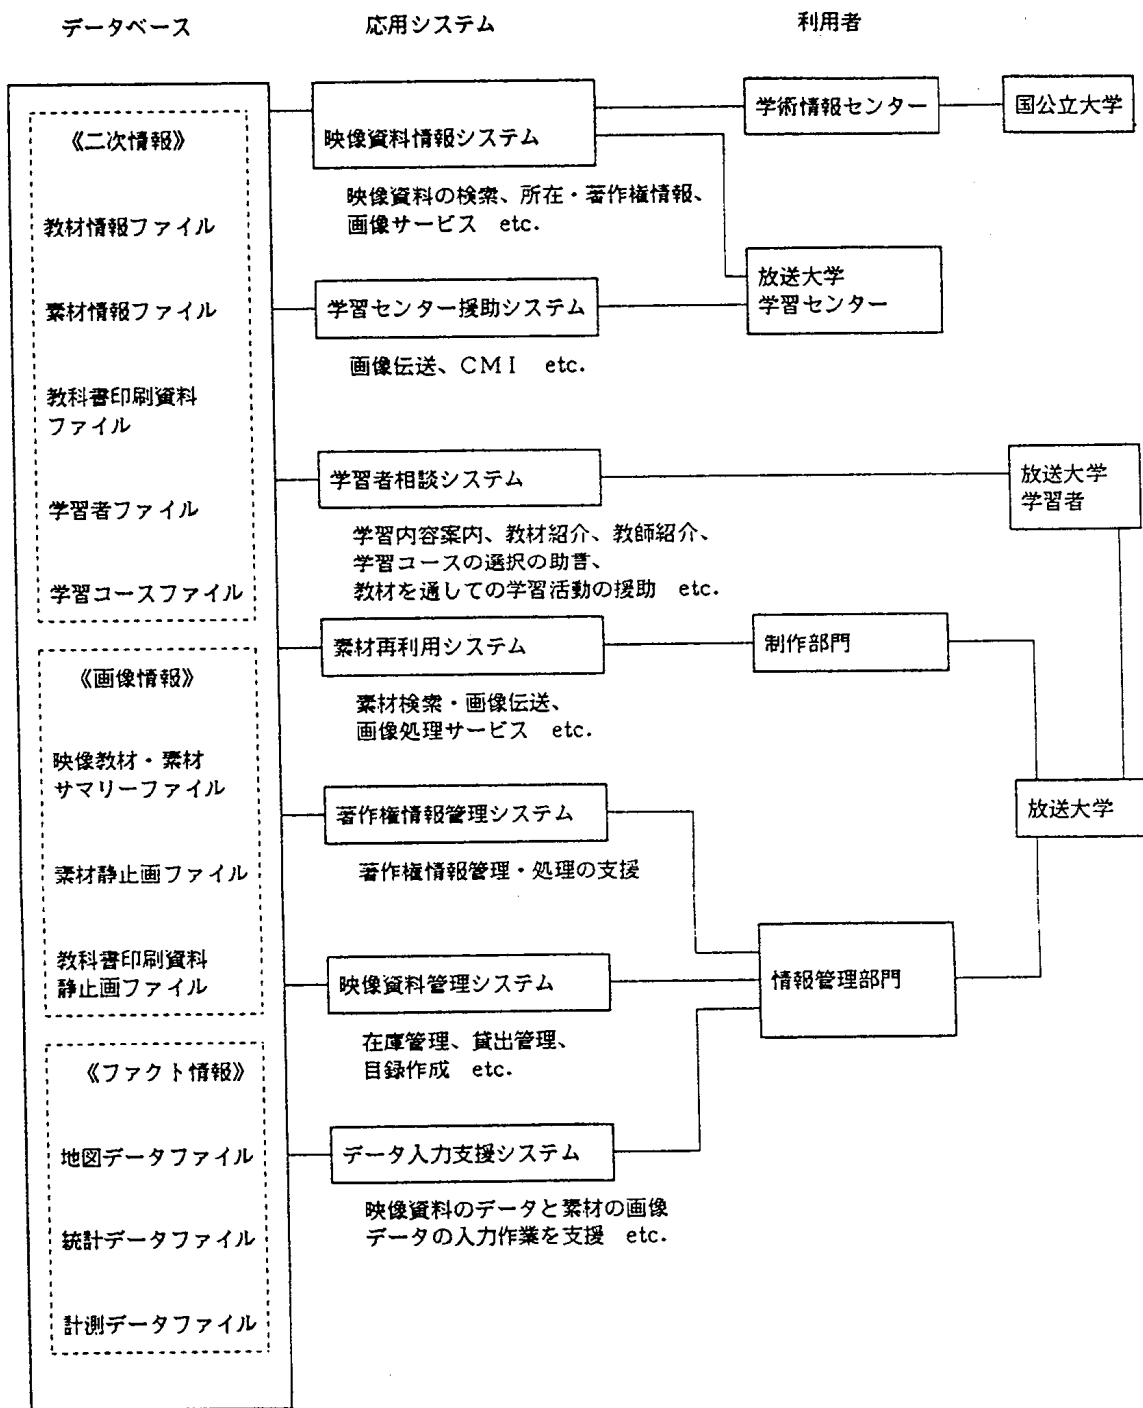 データベース
応用システム
利用者
《二次情報》
教材情報ファイル
素材情報ファイル
教科書印刷資料
ファイル
学習者ファイル
学習コースファイル
《画像情報》
映像教材・素材
サマリーファイル
素材静止画ファイル
教科書印刷資料
静止画ファイル
《ファクト情報》
地図データファイル
統計データファイル
計測データファイル
映像資料情報システム
映像資料の検索、所在・著作権情報、
画像サービス etc.
学習センター援助システム
画像伝送、CMI etc.
学習者相談システム
学習内容案内、教材紹介、教師紹介、
学習コースの選択の助言、
教材を通しての学習活動の援助 etc.
素材再利用システム
素材検索・画像伝送、
画像処理サービス etc.
著作権情報管理システム
著作権情報管理・処理の支援
映像資料管理システム
在庫管理、貸出管理、
目録作成 etc.
データ入力支援システム
映像資料のデータと素材の画像
データの入力作業を支援 etc.
学術情報センター
国公立大学
放送大学
学習センター
放送大学
学習者
制作部門
放送大学
情報管理部門